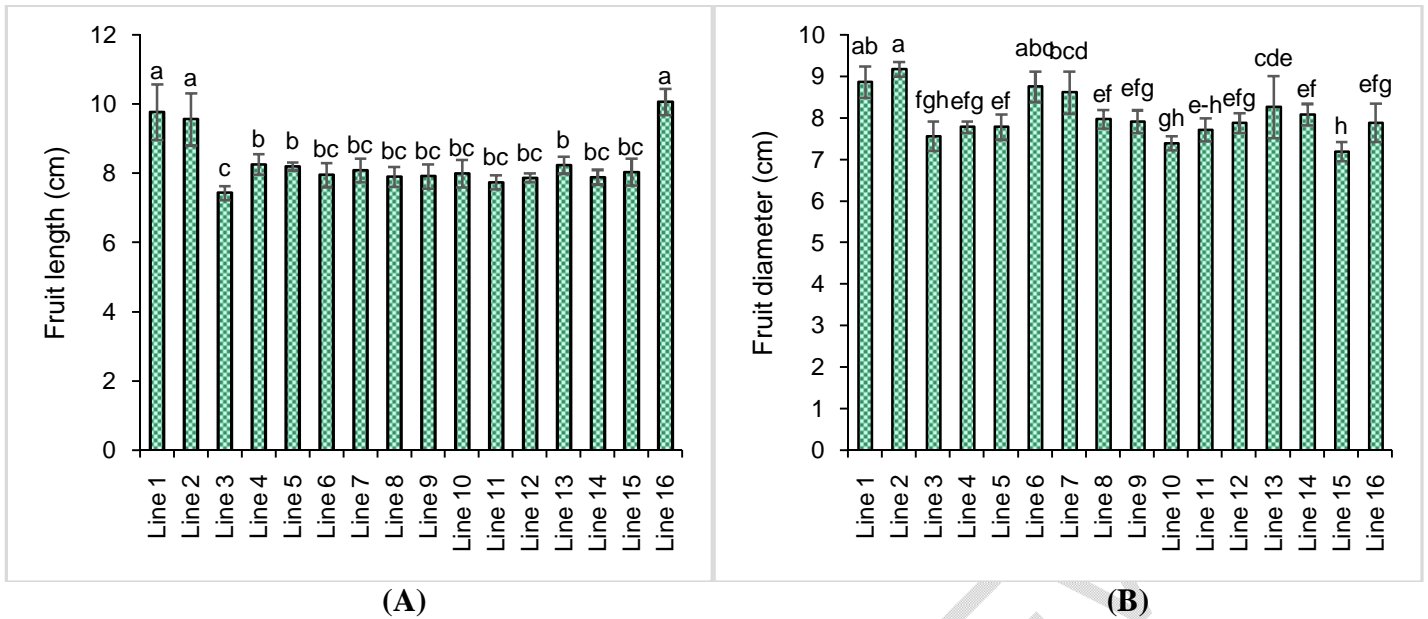 12
10
8
6
4
2
0
Fruit length (cm)
a
a
c
b
b
bc
bc
bc
bc
bc
bc
bc
b
bc
bc
a
Line 1
Line 2
Line 3
Line 4
Line 5
Line 6
Line 7
Line 8
Line 9
Line 10
Line 11
Line 12
Line 13
Line 14
Line 15
Line 16
(A)
10
9
8
7
6
5
4
3
2
1
0
Fruit diameter (cm)
ab
a
fgh
efg
ef
abc
bcd
ef
efg
gh
e-h
efg
cde
ef
h
efg
Line 1
Line 2
Line 3
Line 4
Line 5
Line 6
Line 7
Line 8
Line 9
Line 10
Line 11
Line 12
Line 13
Line 14
Line 15
Line 16
(B)